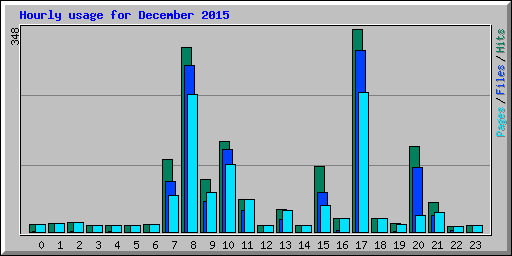 Hourly usage for December 2015
348
Pages/Files/Hits
0 1 2 3 4 5 6 7 8 9 10 11 12 13 14 15 16 17 18 19 20 21 22 23